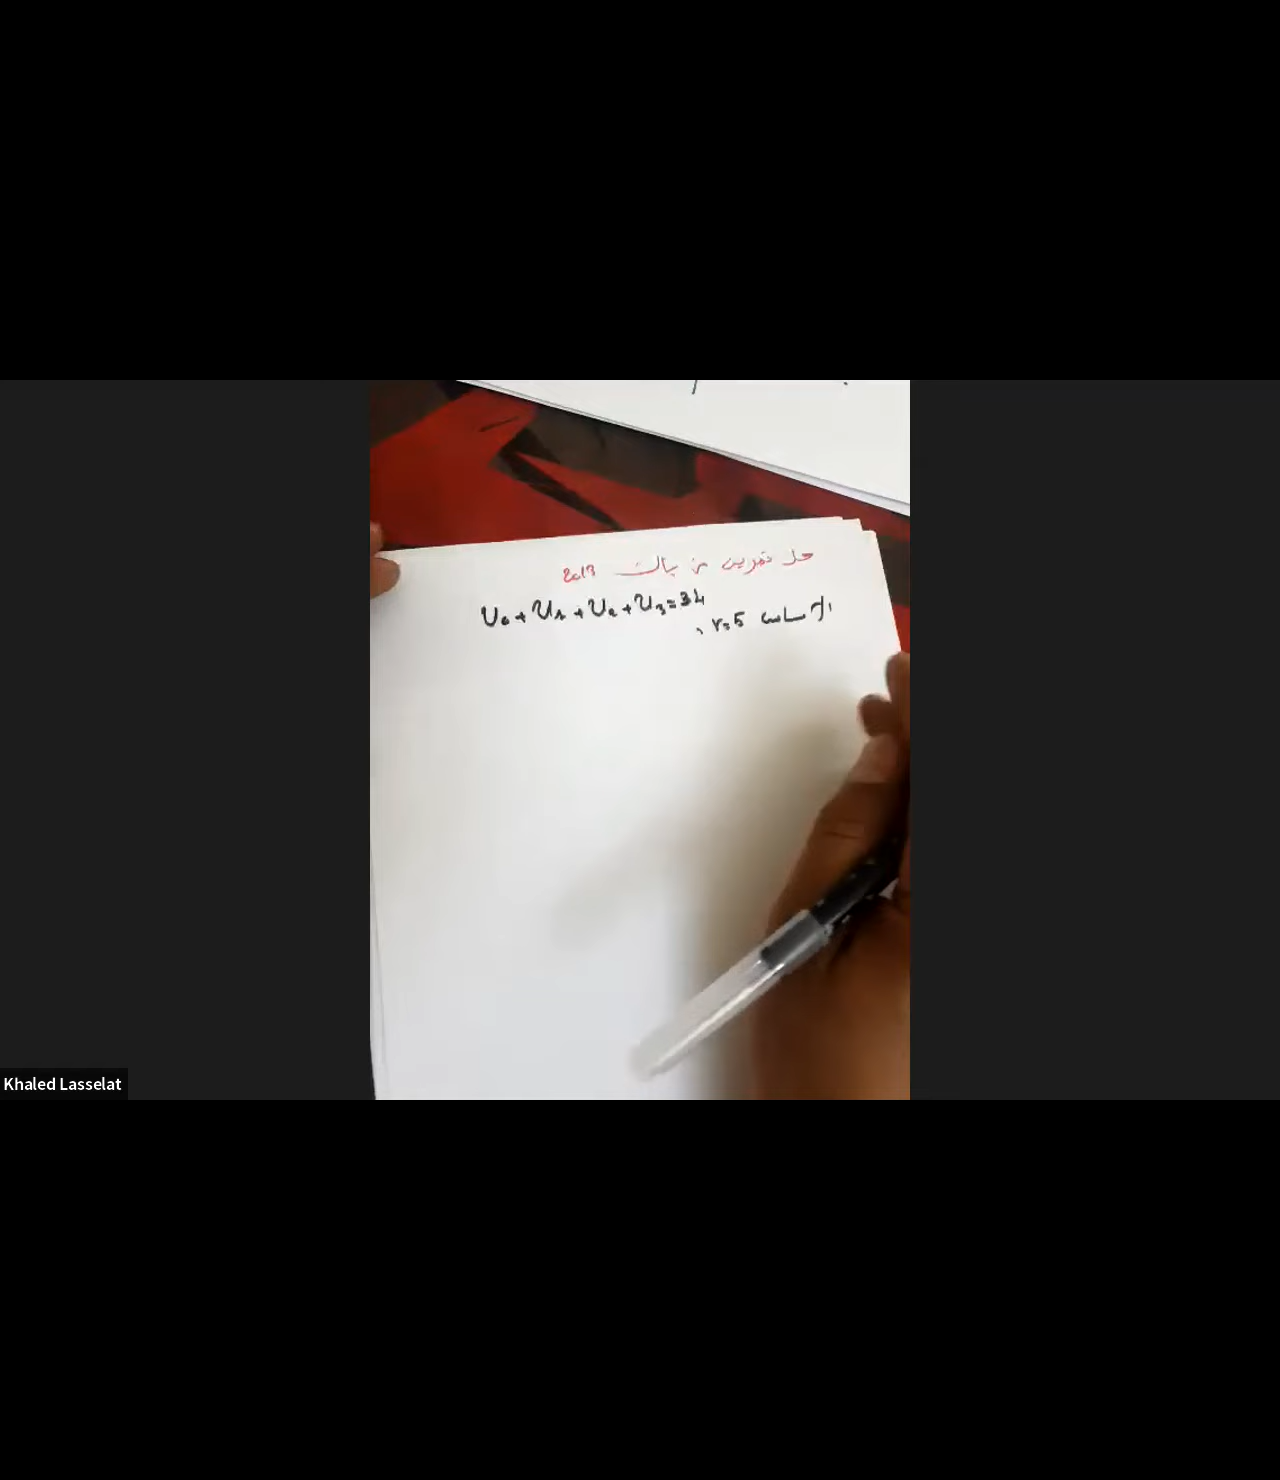 حل تمرين من باك 2013
U₀ + U₁ + U₂ + U₃ = 34
الأساس r = 5 ,
Khaled Lasselat